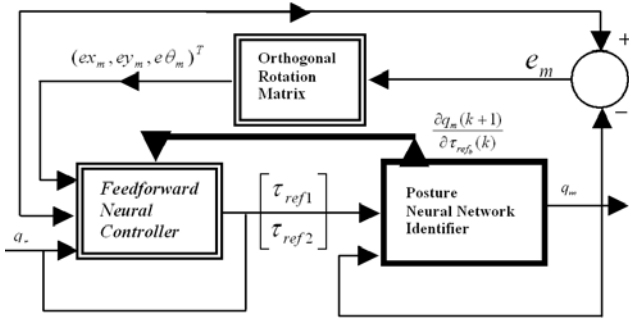 +
(ex_m, ey_m, eθ_m)^T
Orthogonal
Rotation
Matrix
e_m
−
∂q_m(k+1)
∂τ_ref_b(k)
Feedforward
Neural
Controller
τ_ref1
τ_ref2
Posture
Neural Network
Identifier
q_m